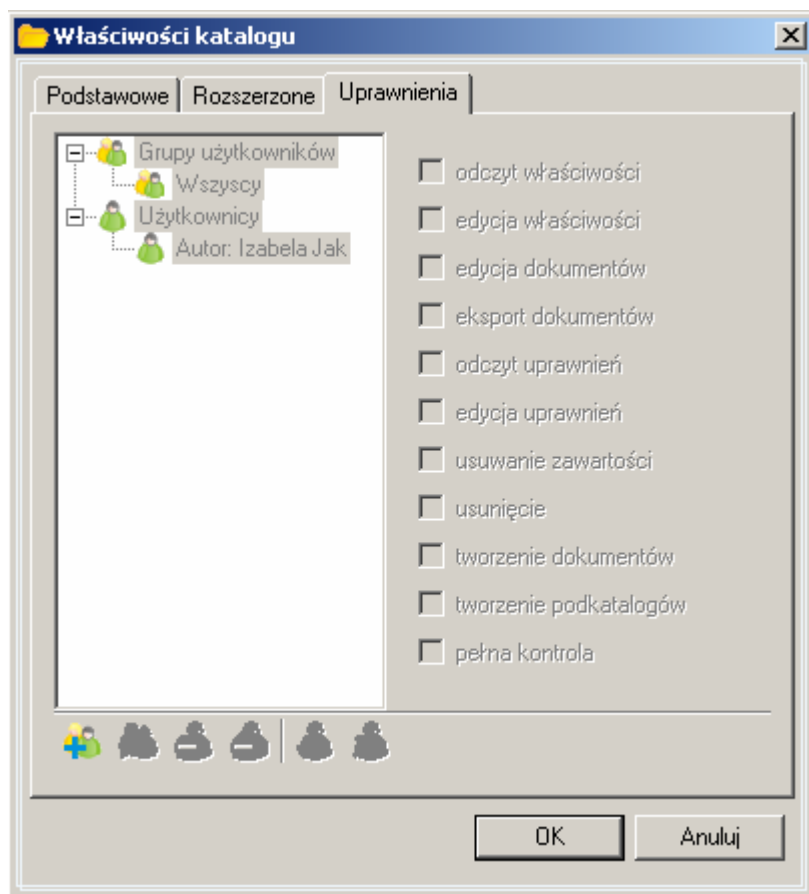 Właściwości katalogu
Podstawowe
Rozszerzone
Uprawnienia
Grupy użytkowników
Wszyscy
Użytkownicy
Autor: Izabela Jak
odczyt właściwości
edycja właściwości
edycja dokumentów
eksport dokumentów
odczyt uprawnień
edycja uprawnień
usuwanie zawartości
usunięcie
tworzenie dokumentów
tworzenie podkatalogów
pełna kontrola
OK
Anuluj